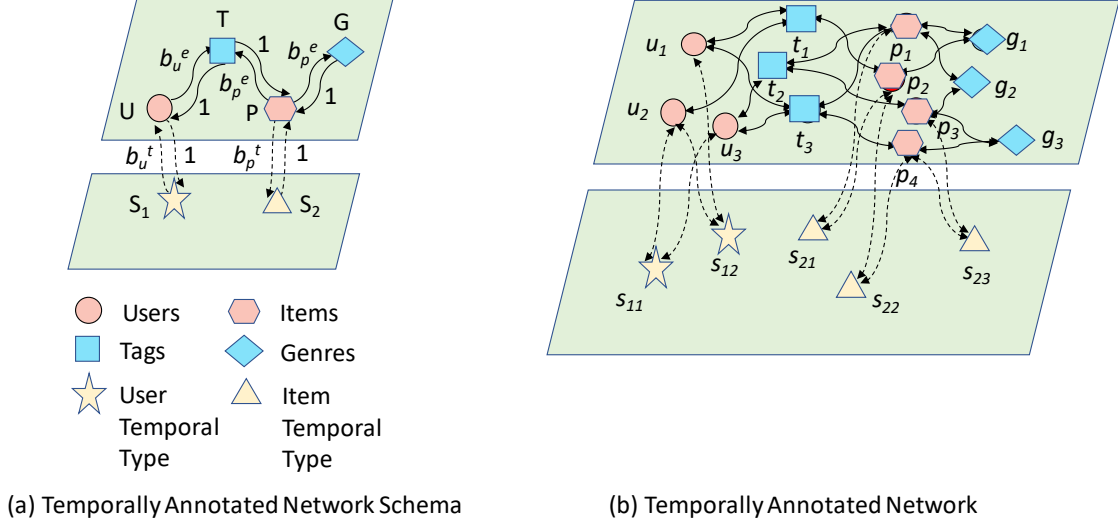 T
G
1
b_u^e
b_p^e
b_p^e
1
1
U
P
b_u^t
1
b_p^t
1
S₁
S₂
Users
Items
Tags
Genres
User
Temporal
Type
Item
Temporal
Type
(a) Temporally Annotated Network Schema
u₁
t₁
p₁
g₁
t₂
p₂
g₂
u₂
u₃
t₃
p₃
g₃
p₄
s₁₁
s₁₂
s₂₁
s₂₂
s₂₃
(b) Temporally Annotated Network